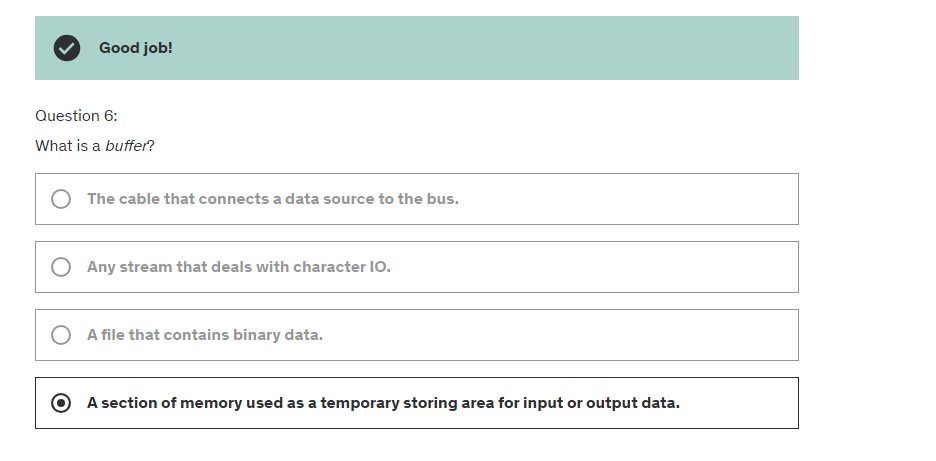 Good job!
Question 6:
What is a buffer?
The cable that connects a data source to the bus.
Any stream that deals with character IO.
A file that contains binary data.
A section of memory used as a temporary storing area for input or output data.